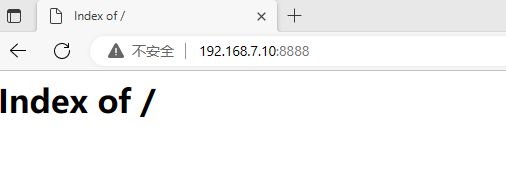 Index of /
不安全 192.168.7.10:8888
Index of /